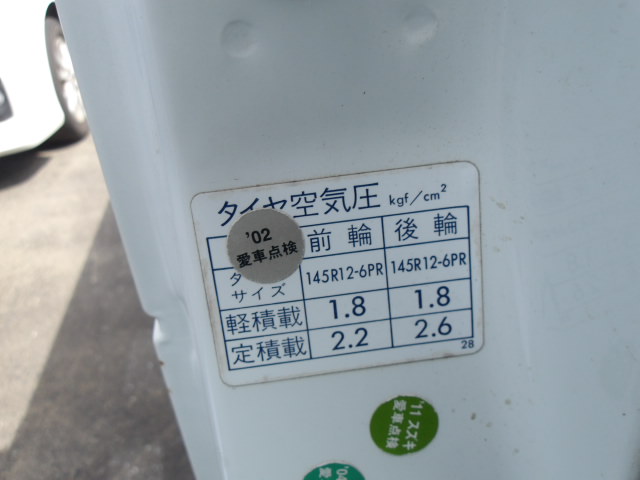 タイヤ空気圧 kgf/cm²
'02
愛車点検
前輪 後輪
タ
サイズ 145R12-6PR 145R12-6PR
軽積載 1.8 1.8
定積載 2.2 2.6
28
'11 スズキ
愛車点検
'04
愛